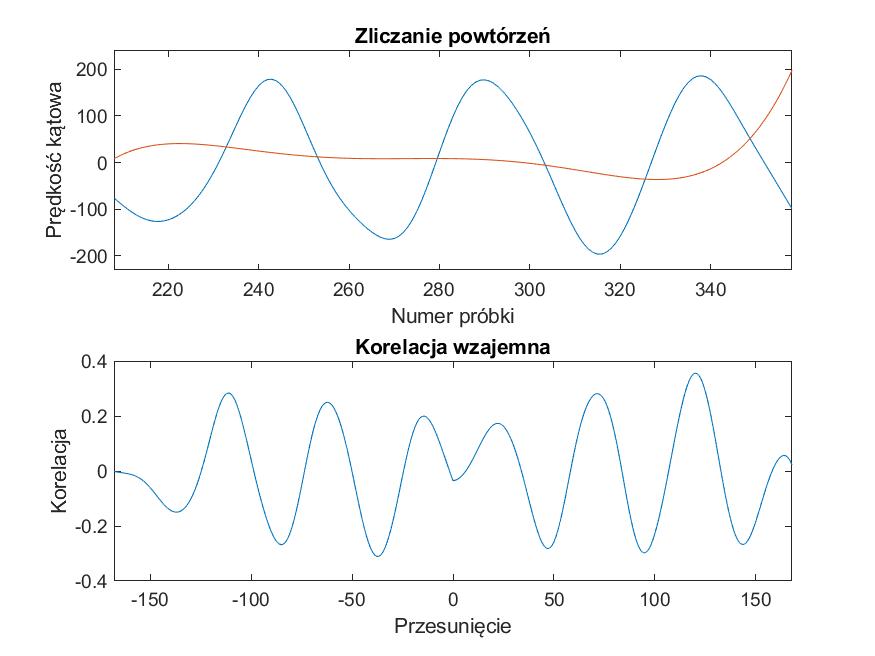 Zliczanie powtórzeń
Prędkość kątowa
200
100
0
-100
-200
220 240 260 280 300 320 340
Numer próbki
Korelacja wzajemna
Korelacja
0.4
0.2
0
-0.2
-0.4
-150 -100 -50 0 50 100 150
Przesunięcie